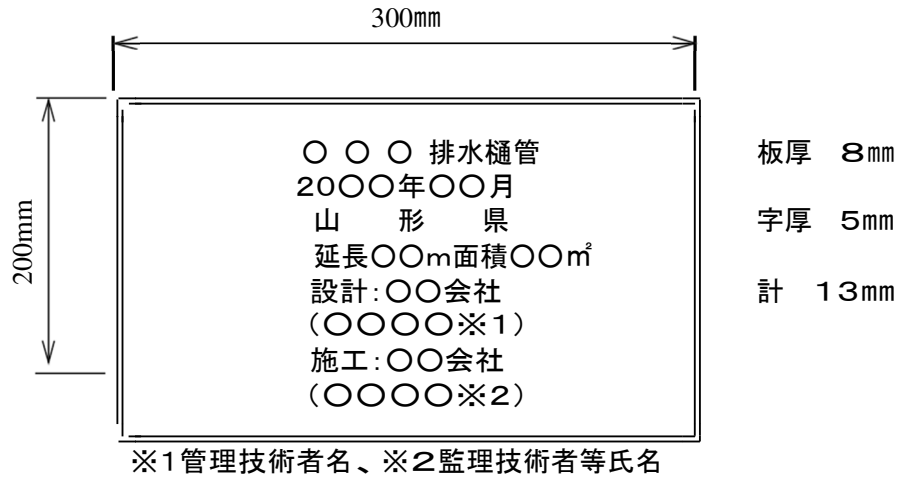 300㎜
200mm
○ ○ ○ 排水樋管
20○○年○○月
山 形 県
延長○○m面積○○㎡
設計:○○会社
(○○○○※1)
施工:○○会社
(○○○○※2)
板厚 8㎜
字厚 5㎜
計 13㎜
※1管理技術者名、※2監理技術者等氏名